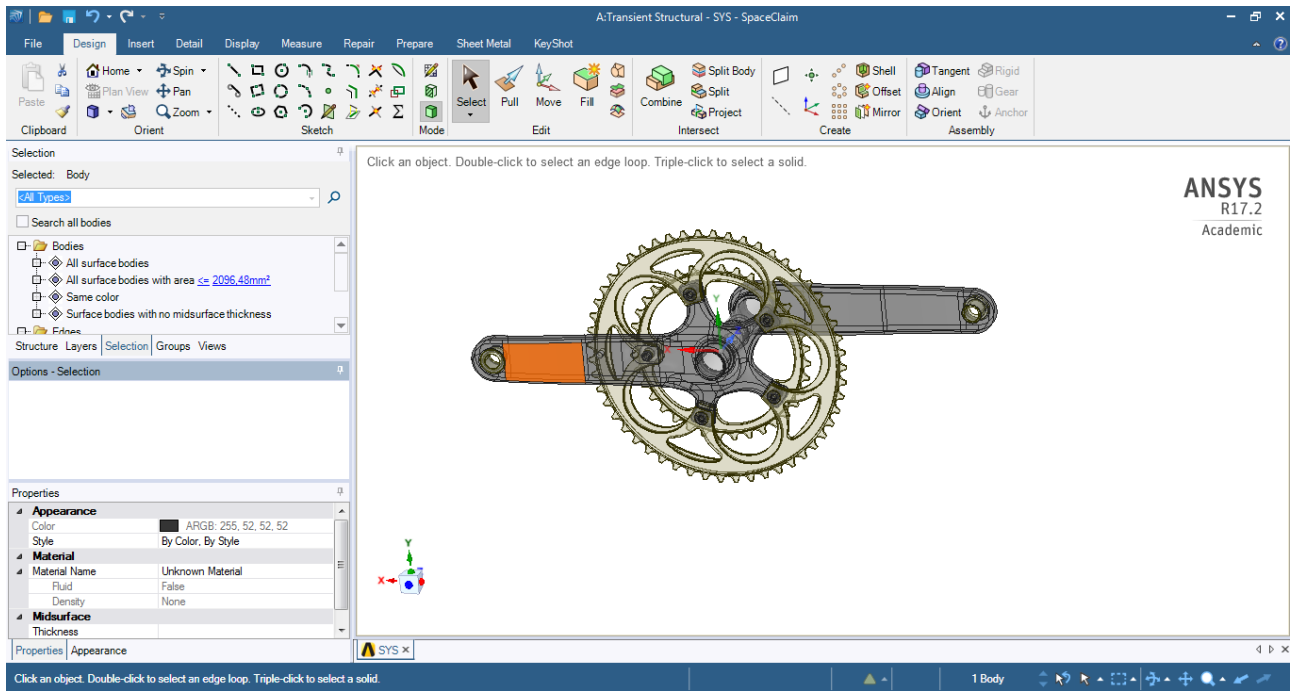 A:Transient Structural - SYS - SpaceClaim
File Design Insert Detail Display Measure Repair Prepare Sheet Metal KeyShot
Paste
Clipboard
Home Spin
Plan View Pan
Zoom
Orient
Sketch
Mode
Select Pull Move Fill
Edit
Combine
Split Body
Split
Project
Intersect
Shell
Offset
Mirror
Create
Tangent Rigid
Align Gear
Orient Anchor
Assembly
Selection
Selected: Body
<All Types>
Search all bodies
Bodies
All surface bodies
All surface bodies with area <= 2096,48mm²
Same color
Surface bodies with no midsurface thickness
Edges
Structure Layers Selection Groups Views
Options - Selection
Properties
Appearance
Color ARGB: 255, 52, 52, 52
Style By Color, By Style
Material
Material Name Unknown Material
Fluid False
Density None
Midsurface
Thickness
Properties Appearance
Click an object. Double-click to select an edge loop. Triple-click to select a solid.
ANSYS
R17.2
Academic
Y
X
Y
X
SYS
Click an object. Double-click to select an edge loop. Triple-click to select a solid.
1 Body